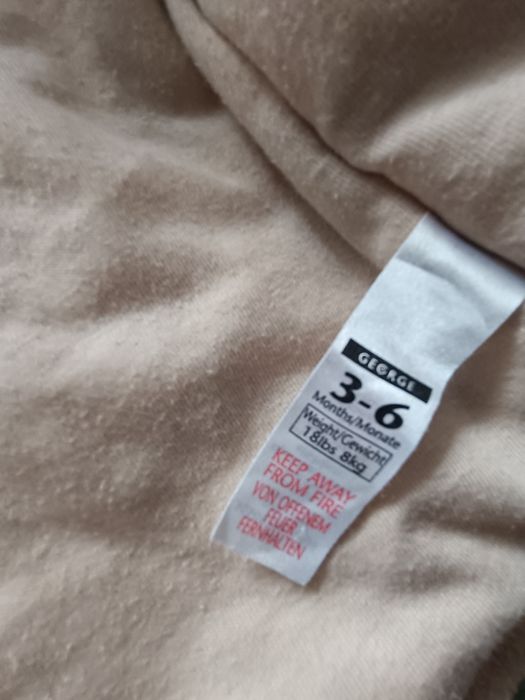 GEORGE
3-6
Months/Monate
Weight/Gewicht
18lbs 8kg
KEEP AWAY
FROM FIRE
VON OFFENEM
FEUER
FERNHALTEN